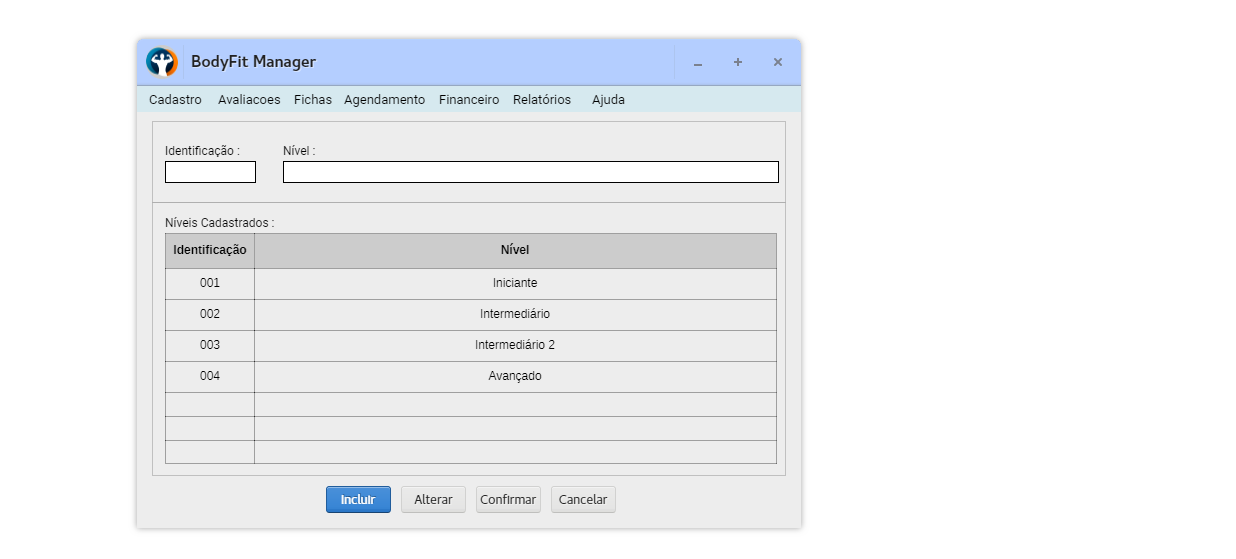 BodyFit Manager
Cadastro Avaliacoes Fichas Agendamento Financeiro Relatórios Ajuda
Identificação : Nível :
Níveis Cadastrados :
Identificação Nível
001 Iniciante
002 Intermediário
003 Intermediário 2
004 Avançado
Incluir Alterar Confirmar Cancelar